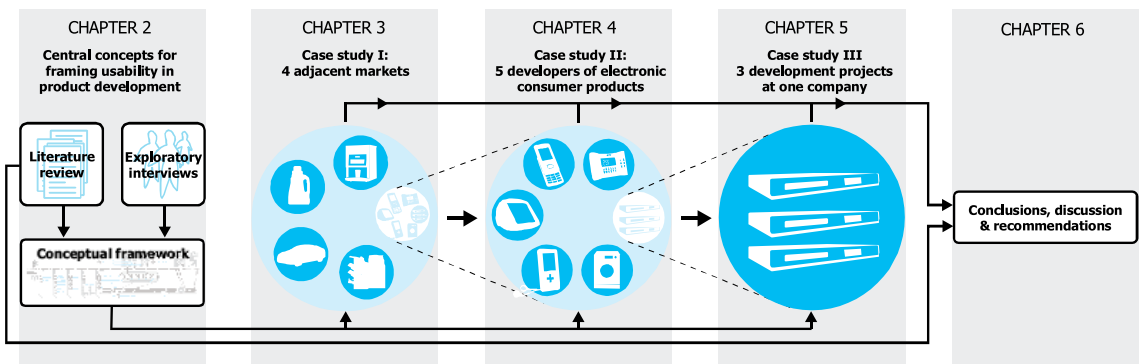 CHAPTER 2
Central concepts for
framing usability in
product development
Literature
review
Exploratory
interviews
Conceptual framework
CHAPTER 3
Case study I:
4 adjacent markets
CHAPTER 4
Case study II:
5 developers of electronic
consumer products
CHAPTER 5
Case study III
3 development projects
at one company
CHAPTER 6
Conclusions, discussion
& recommendations